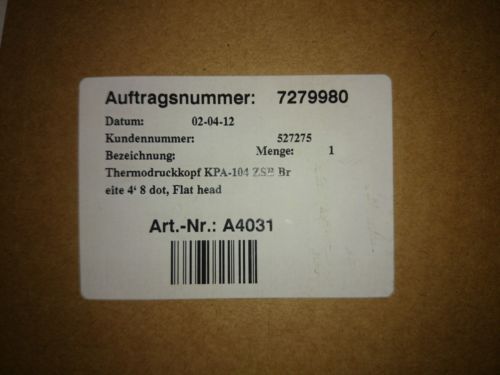 Auftragsnummer: 7279980
Datum: 02-04-12
Kundennummer: 527275
Bezeichnung: Menge: 1
Thermodruckkopf KPA-104 ZSB Br
eite 4' 8 dot, Flat head
Art.-Nr.: A4031